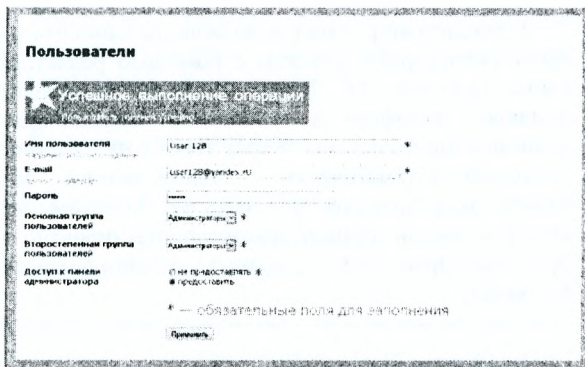 Пользователи
Успешное выполнение операции
Имя пользователя
User 128 *
E-mail
user128@yandex.ru *
Пароль
Основная группа пользователей
Администраторы *
Второстепенная группа пользователей
Администраторы *
Доступ к панели администратора
не предоставлять *
предоставить
* — обязательные поля для заполнения
Применить